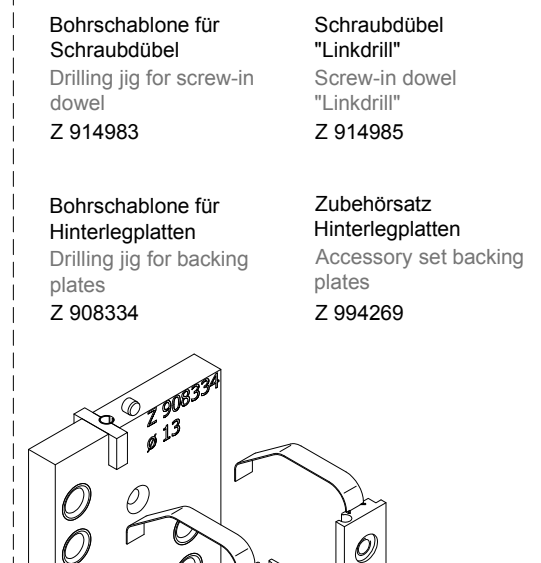 Bohrschablone für
Schraubdübel
Drilling jig for screw-in
dowel
Z 914983
Schraubdübel
"Linkdrill"
Screw-in dowel
"Linkdrill"
Z 914985
Bohrschablone für
Hinterlegplatten
Drilling jig for backing
plates
Z 908334
Zubehörsatz
Hinterlegplatten
Accessory set backing
plates
Z 994269
Z 908334
ø 13